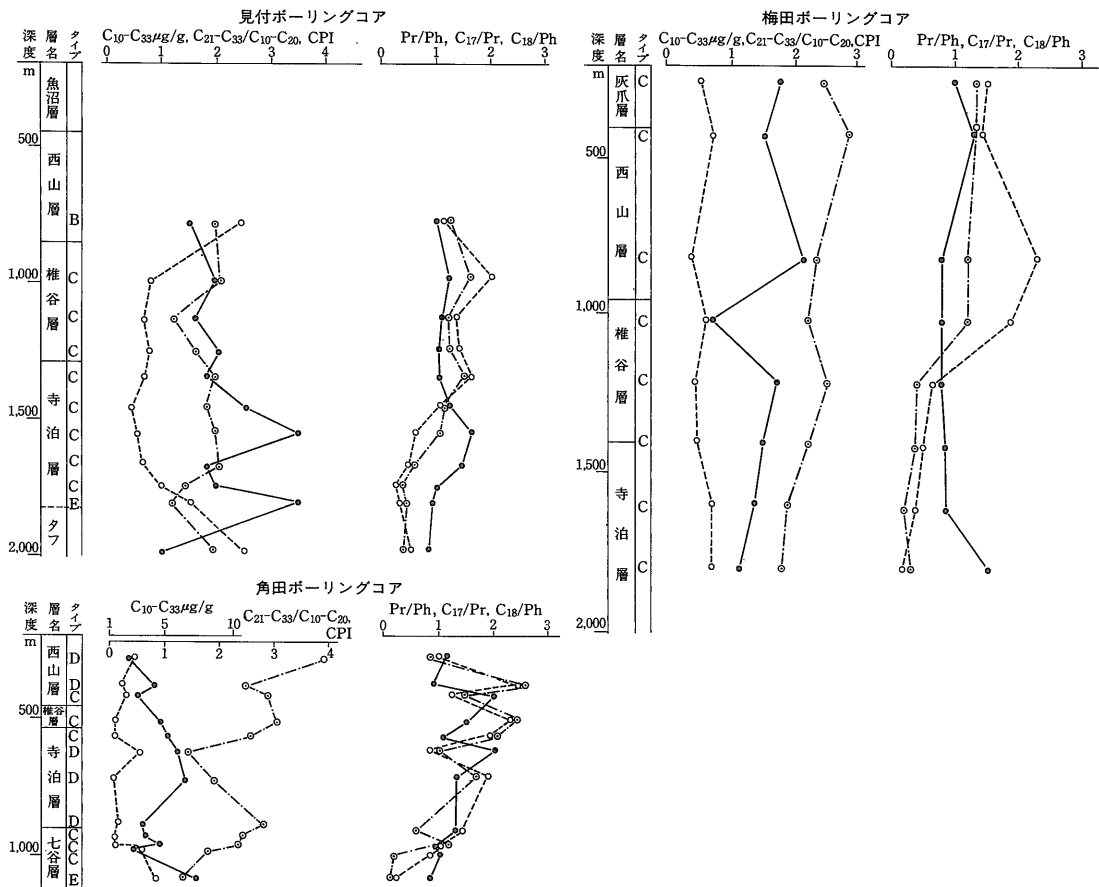 見付ボーリングコア
深度 層名 タイプ C₁₀-C₃₃μg/g, C₂₁-C₃₃/C₁₀-C₂₀, CPI Pr/Ph, C₁₇/Pr, C₁₈/Ph
0 1 2 3 4 0 1 2 3
m
魚沼層
500
西山層 B
1,000 椎谷層 C
C
C
寺泊層 C
1,500 C
C
C
C
E
タフ
2,000
角田ボーリングコア
深度 層名 タイプ C₁₀-C₃₃μg/g C₂₁-C₃₃/C₁₀-C₂₀, CPI Pr/Ph, C₁₇/Pr, C₁₈/Ph
1 5 10
0 1 2 3 4 0 1 2 3
m
西山層 D
D
C
500 椎谷層 C
寺泊層 C
D
D
D
七谷層 C
1,000 C
C
E
梅田ボーリングコア
深度 層名 タイプ C₁₀-C₃₃μg/g, C₂₁-C₃₃/C₁₀-C₂₀, CPI Pr/Ph, C₁₇/Pr, C₁₈/Ph
0 1 2 3 0 1 2 3
m
灰爪層 C
C
500
西山層 C
1,000 C
椎谷層 C
C
1,500
寺泊層 C
C
2,000